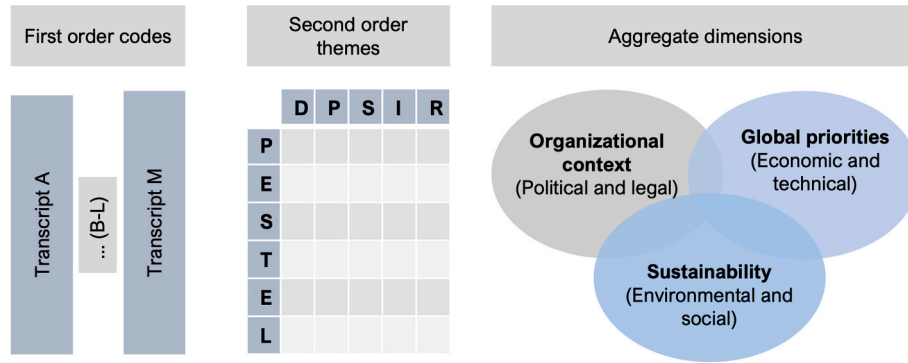 First order codes
Second order
themes
Aggregate dimensions
Transcript A
... (B-L)
Transcript M
D P S I R
P
E
S
T
E
L
Organizational
context
(Political and legal)
Global priorities
(Economic and
technical)
Sustainability
(Environmental and
social)